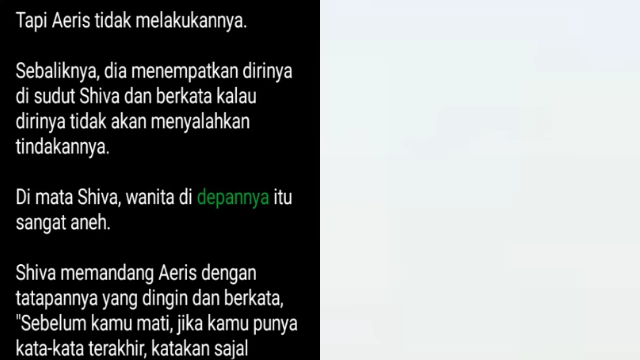 Tapi Aeris tidak melakukannya.
Sebaliknya, dia menempatkan dirinya
di sudut Shiva dan berkata kalau
dirinya tidak akan menyalahkan
tindakannya.
Di mata Shiva, wanita di depannya itu
sangat aneh.
Shiva memandang Aeris dengan
tatapannya yang dingin dan berkata,
"Sebelum kamu mati, jika kamu punya
kata-kata terakhir, katakan sajal